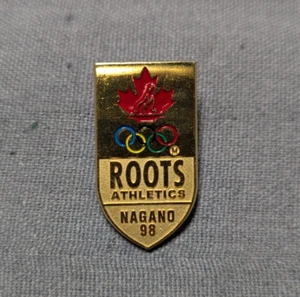 ROOTS
ATHLETICS
NAGANO
98